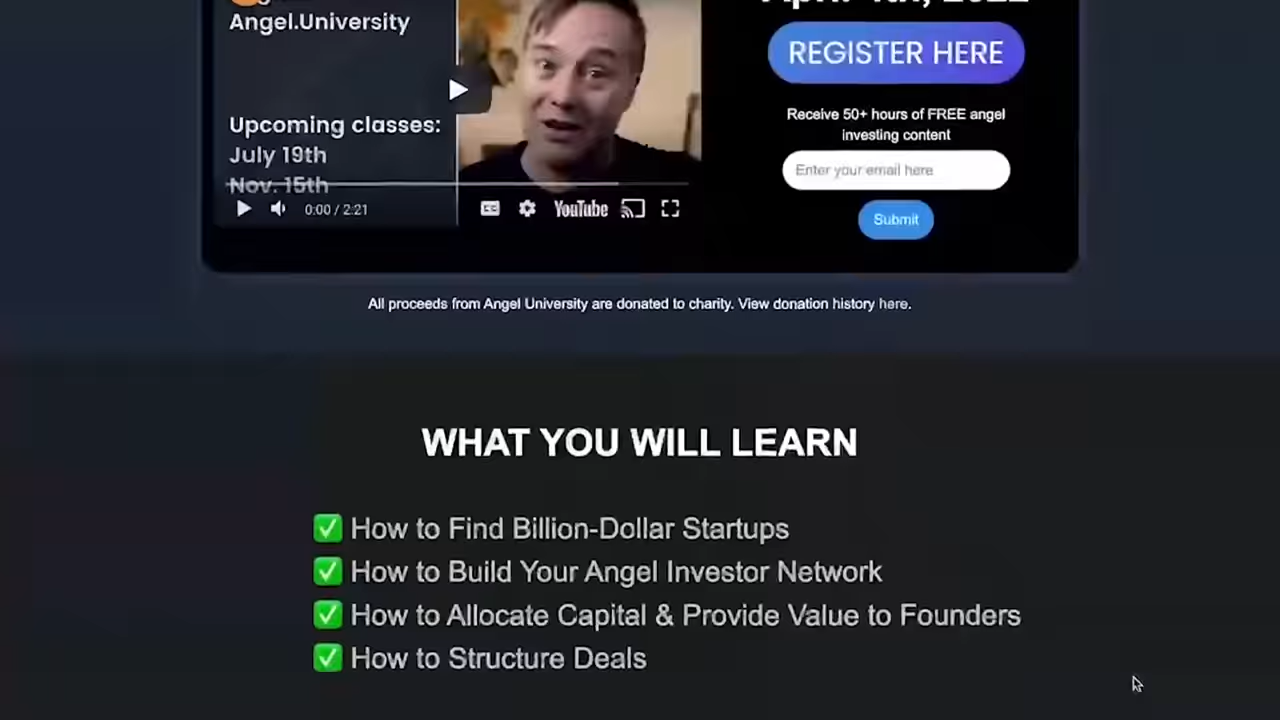 Angel.University
Upcoming classes:
July 19th
Nov. 15th
0:00 / 2:21
CC
YouTube
REGISTER HERE
Receive 50+ hours of FREE angel
investing content
Enter your email here
Submit
All proceeds from Angel University are donated to charity. View donation history here.
WHAT YOU WILL LEARN
How to Find Billion-Dollar Startups
How to Build Your Angel Investor Network
How to Allocate Capital & Provide Value to Founders
How to Structure Deals